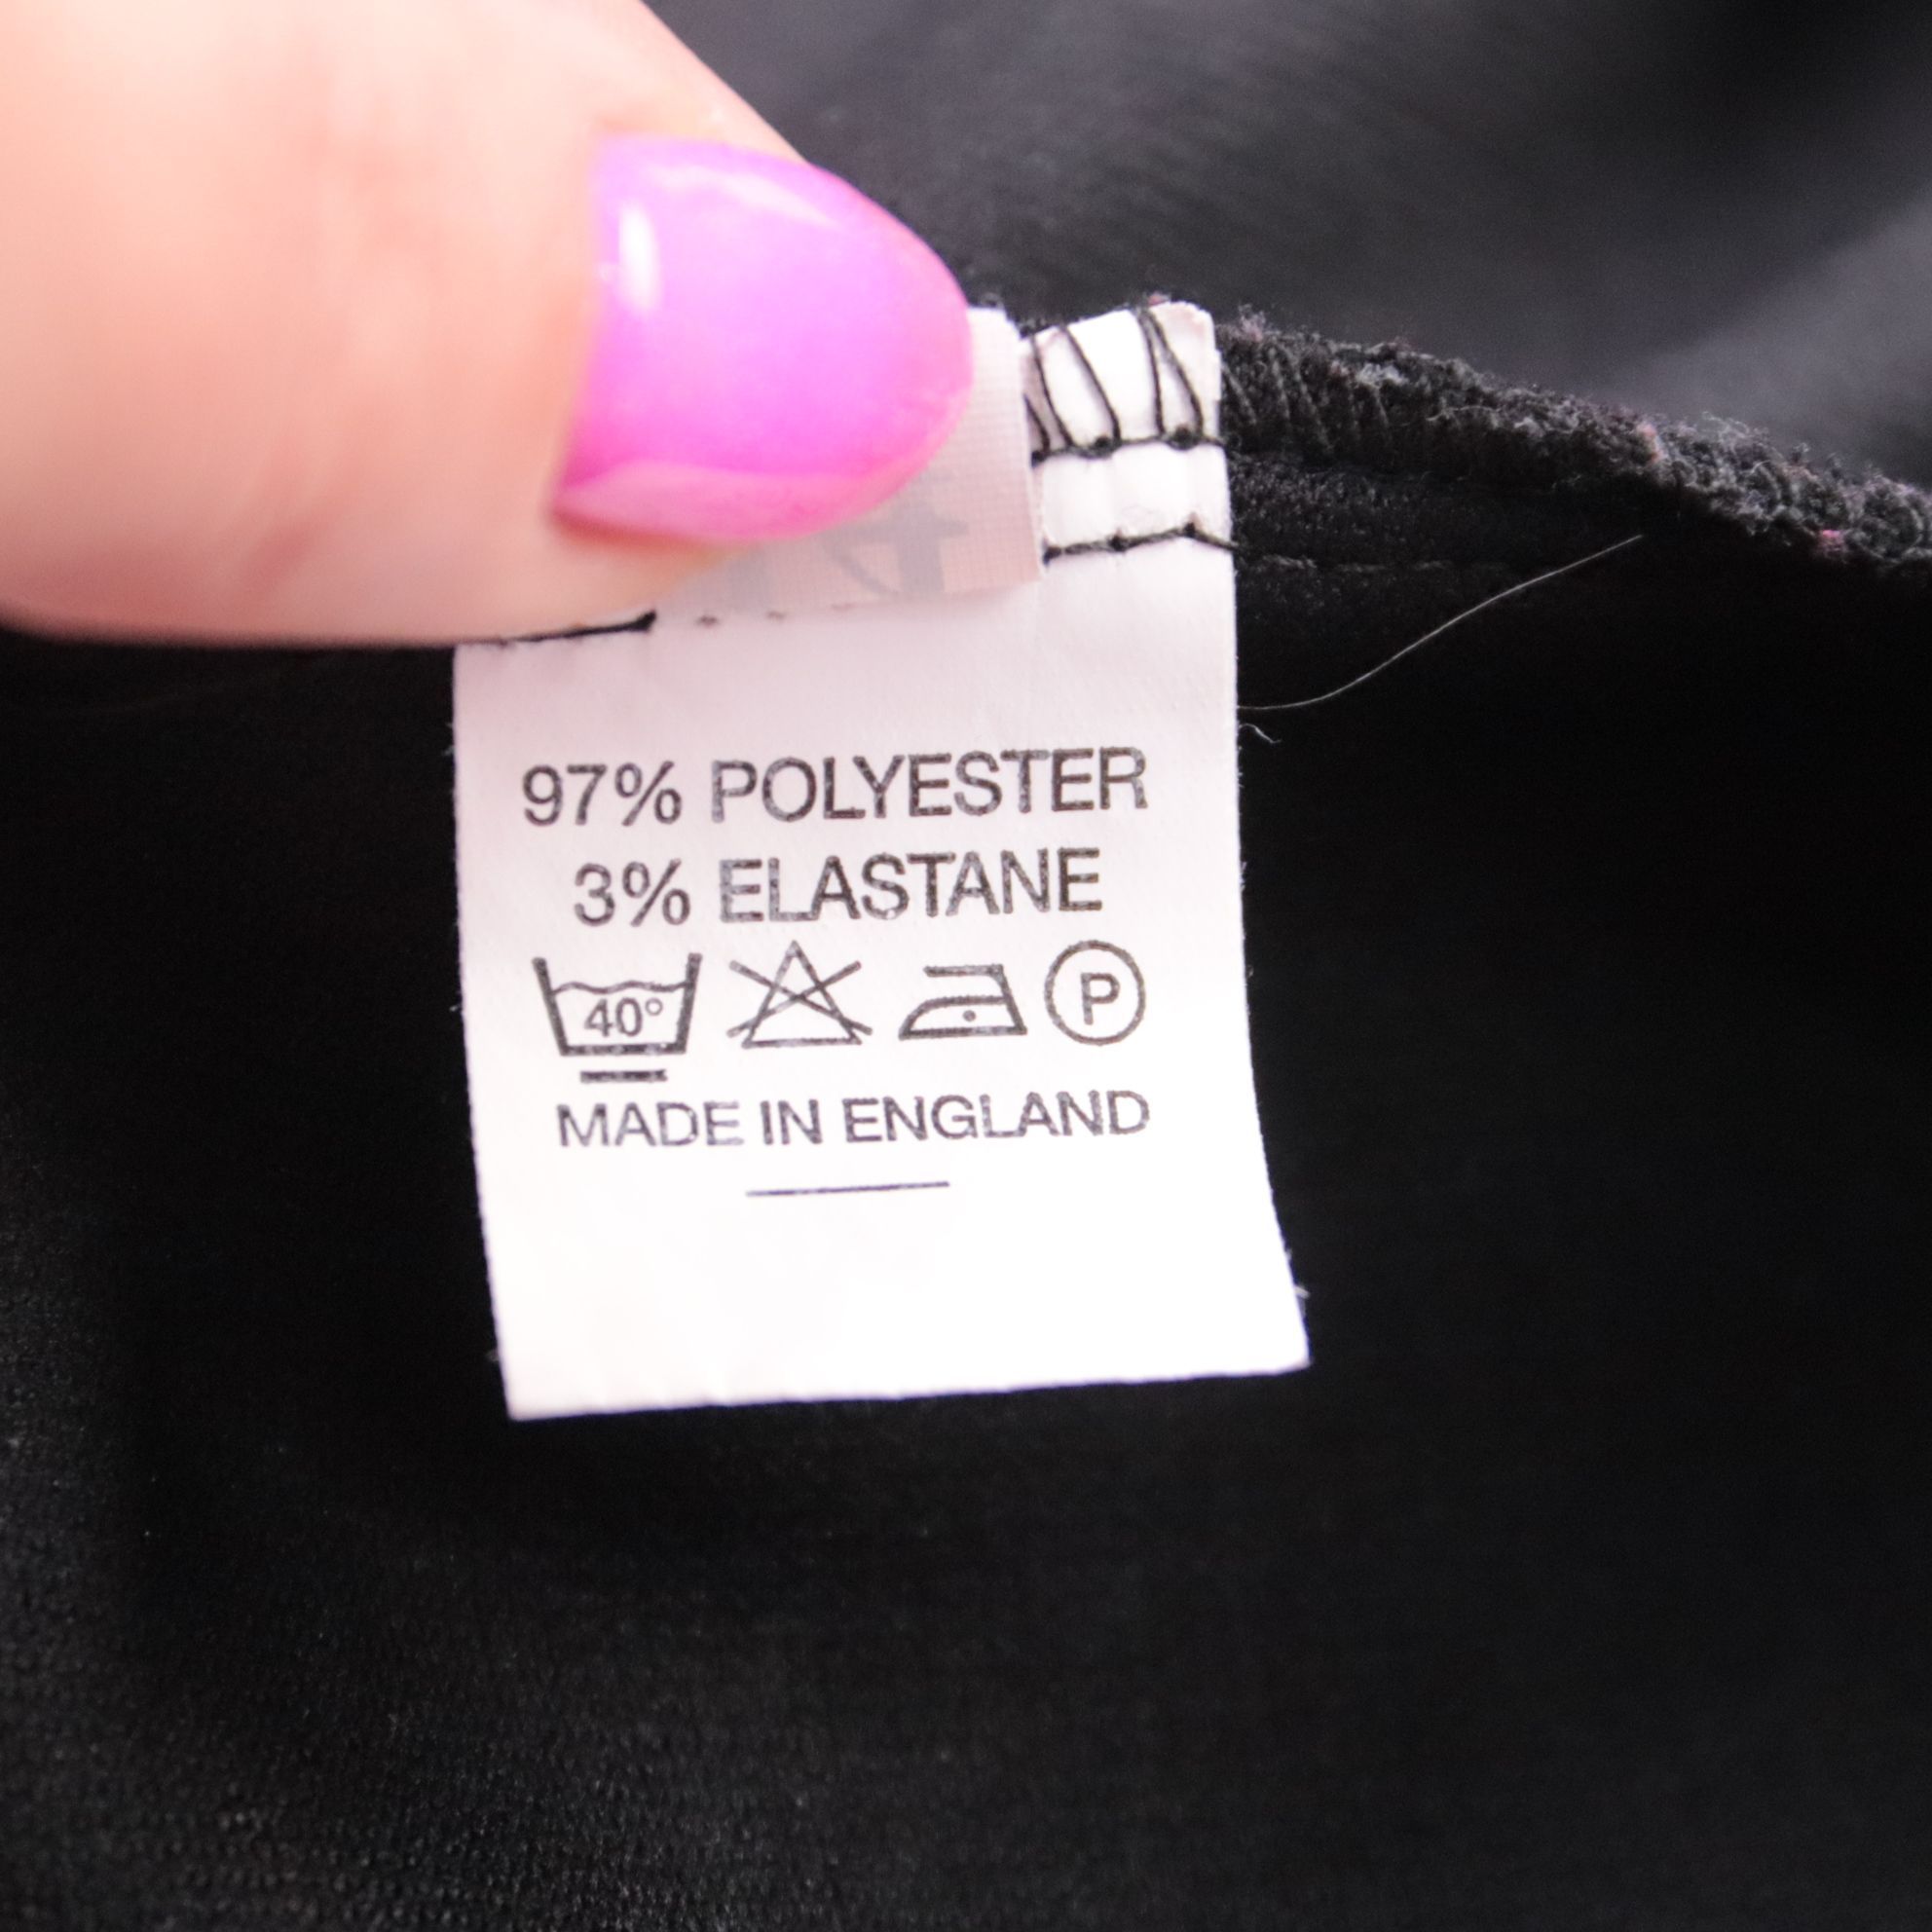 97% POLYESTER
3% ELASTANE
40° P
MADE IN ENGLAND